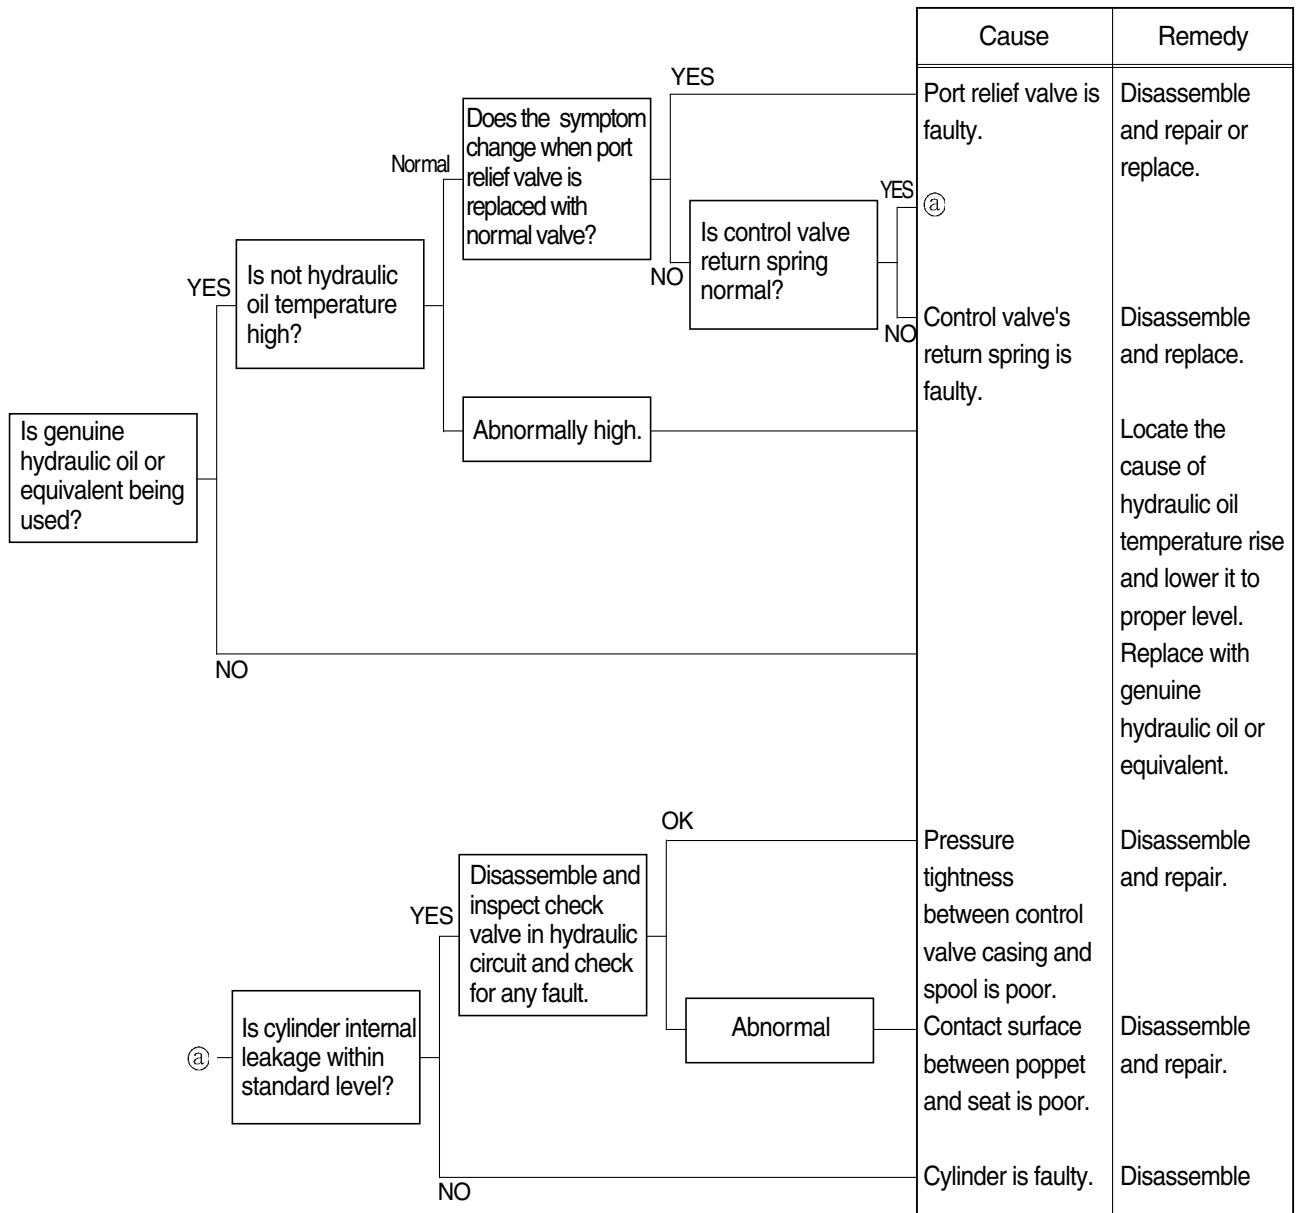 Cause
Remedy
YES
Port relief valve is
faulty.
Disassemble
and repair or
replace.
Does the symptom
change when port
relief valve is
replaced with
normal valve?
Normal
YES
ⓐ
Is control valve
return spring
normal?
NO
YES
Is not hydraulic
oil temperature
high?
NO
Control valve's
return spring is
faulty.
Disassemble
and replace.
Abnormally high.
Is genuine
hydraulic oil or
equivalent being
used?
Locate the
cause of
hydraulic oil
temperature rise
and lower it to
proper level.
NO
Replace with
genuine
hydraulic oil or
equivalent.
OK
Pressure
tightness
between control
valve casing and
spool is poor.
Disassemble
and repair.
YES
Disassemble and
inspect check
valve in hydraulic
circuit and check
for any fault.
ⓐ
Is cylinder internal
leakage within
standard level?
Abnormal
Contact surface
between poppet
and seat is poor.
Disassemble
and repair.
NO
Cylinder is faulty.
Disassemble